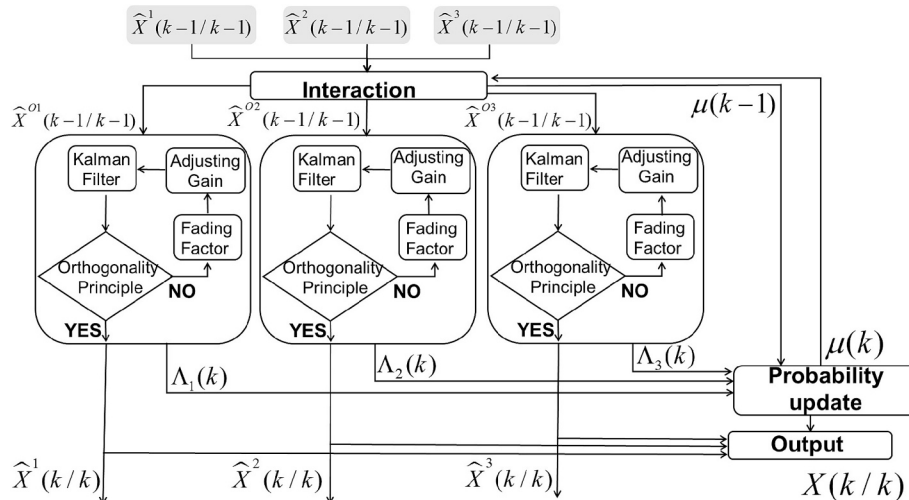 X̂¹(k−1/k−1) X̂²(k−1/k−1) X̂³(k−1/k−1)
Interaction
μ(k−1)
X̂^{O1}(k−1/k−1) X̂^{O2}(k−1/k−1) X̂^{O3}(k−1/k−1)
Kalman
Filter
Adjusting
Gain
Fading
Factor
Orthogonality
Principle
NO
YES
Kalman
Filter
Adjusting
Gain
Fading
Factor
Orthogonality
Principle
NO
YES
Kalman
Filter
Adjusting
Gain
Fading
Factor
Orthogonality
Principle
NO
YES
Λ₁(k) Λ₂(k) Λ₃(k)
μ(k)
Probability
update
Output
X̂¹(k/k) X̂²(k/k) X̂³(k/k) X(k/k)